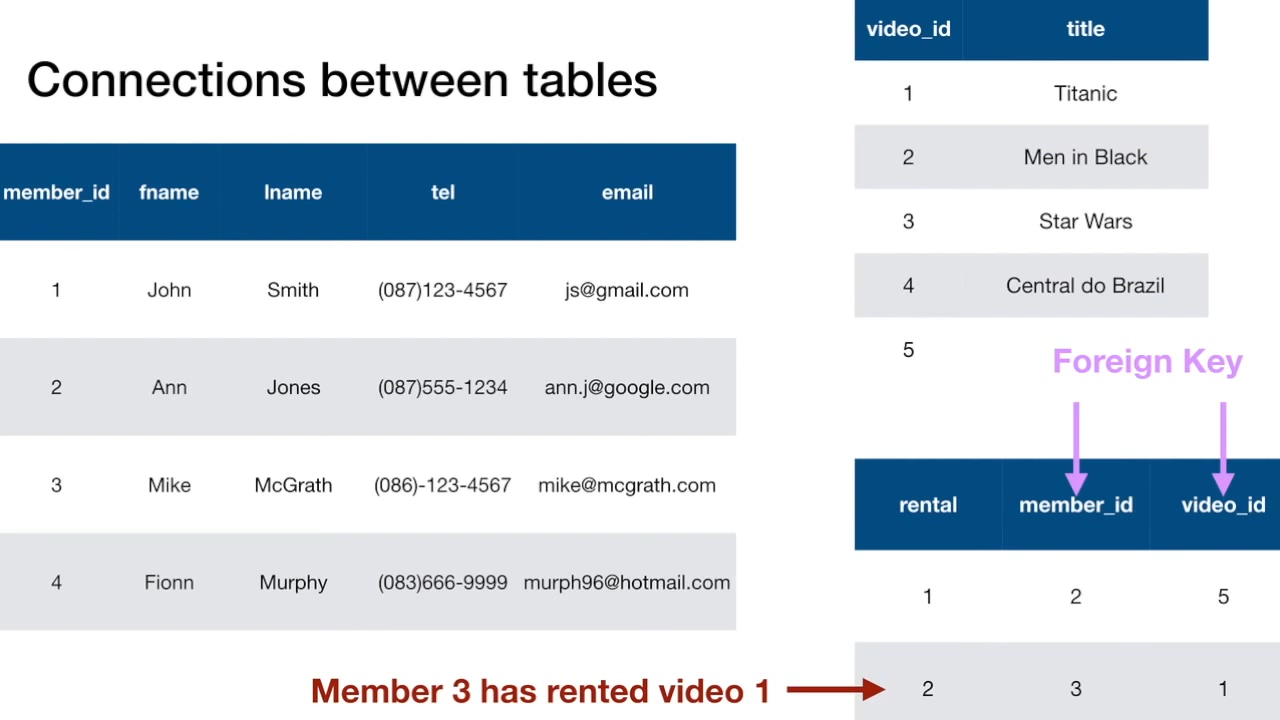 Connections between tables
member_id fname lname tel email
1 John Smith (087)123-4567 js@gmail.com
2 Ann Jones (087)555-1234 ann.j@google.com
3 Mike McGrath (086)-123-4567 mike@mcgrath.com
4 Fionn Murphy (083)666-9999 murph96@hotmail.com
video_id title
1 Titanic
2 Men in Black
3 Star Wars
4 Central do Brazil
5
Foreign Key
rental member_id video_id
1 2 5
2 3 1
Member 3 has rented video 1